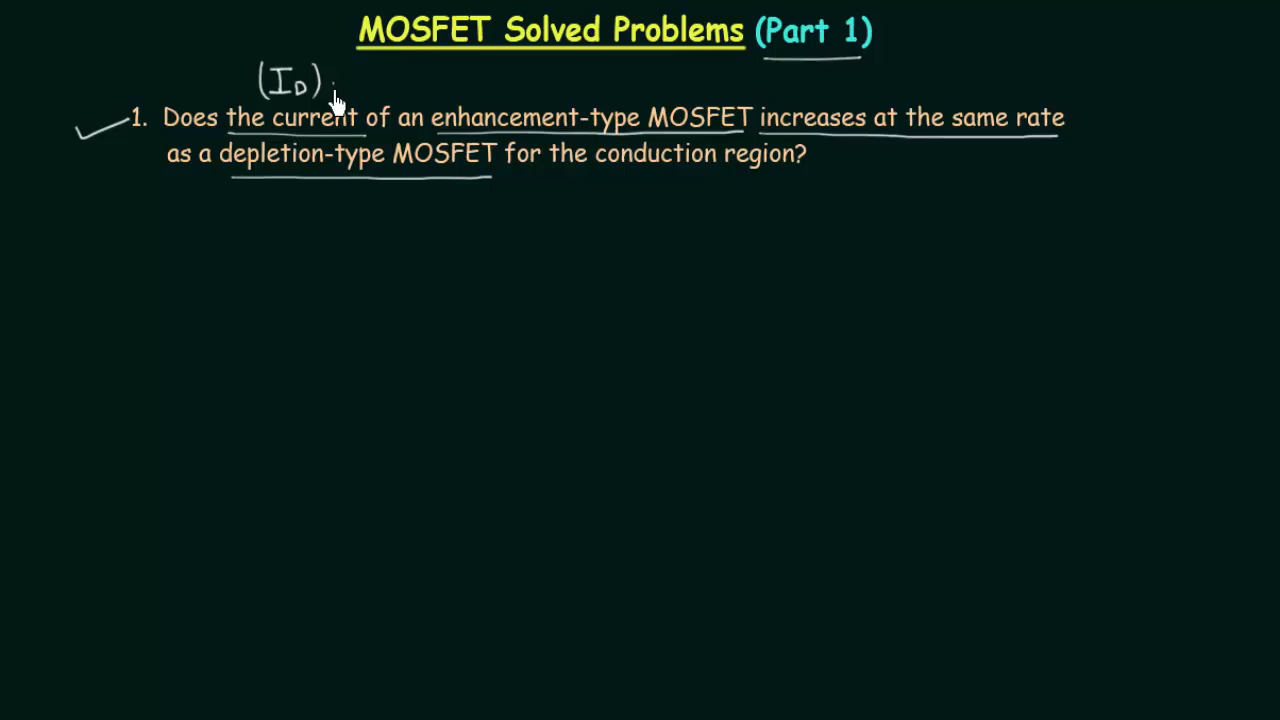 MOSFET Solved Problems (Part 1)
(ID)
1. Does the current of an enhancement-type MOSFET increases at the same rate
as a depletion-type MOSFET for the conduction region?